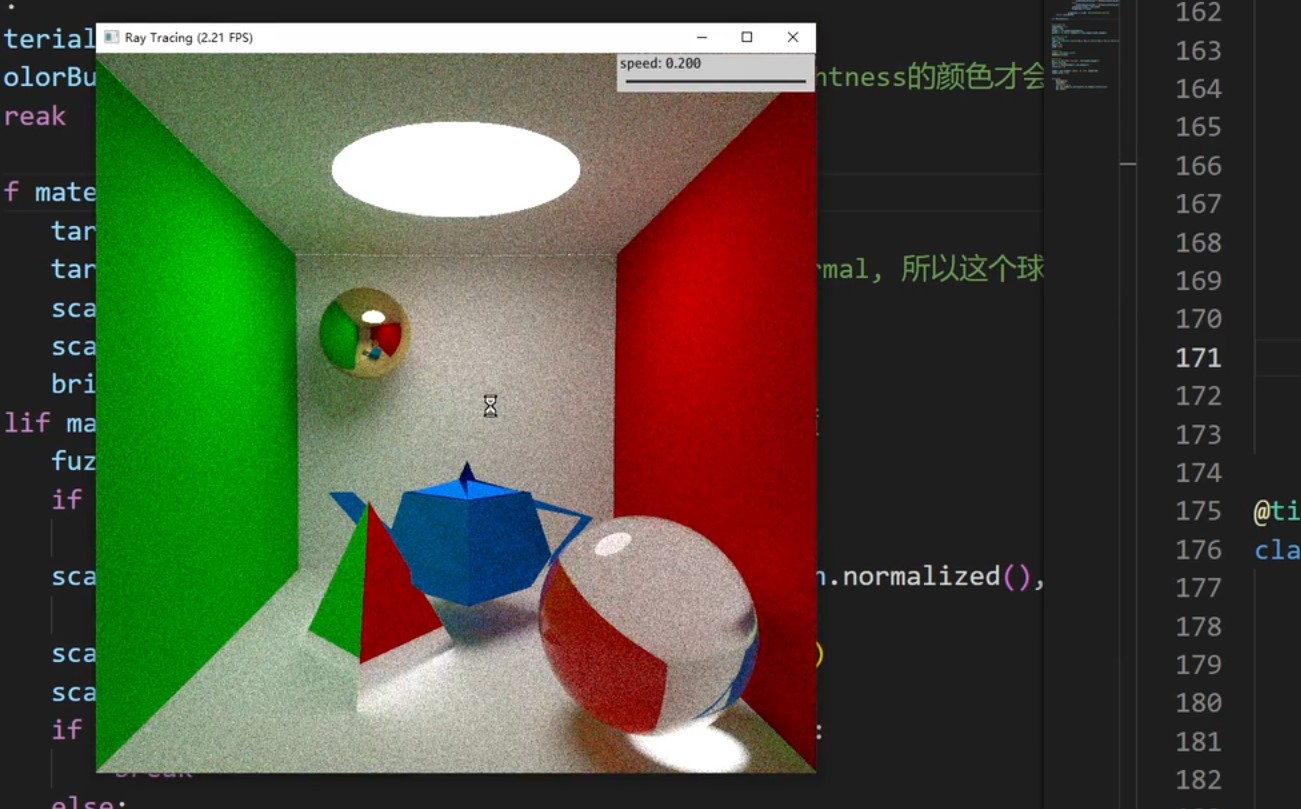 Ray Tracing (2.21 FPS)
speed: 0.200
terial
olorBu
htness的颜色才会
reak
f mate
tar
tar
rmal, 所以这个球
sca
sca
bri
lif ma
fuz
if
sca
n.normalized(),
sca
)
sca
if
:
break
else:
162
163
164
165
166
167
168
169
170
171
172
173
174
175
@ti
176
cla
177
178
179
180
181
182